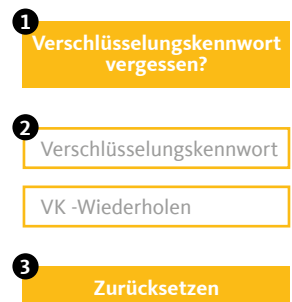 1
Verschlüsselungskennwort
vergessen?
2
Verschlüsselungskennwort
VK -Wiederholen
3
Zurücksetzen